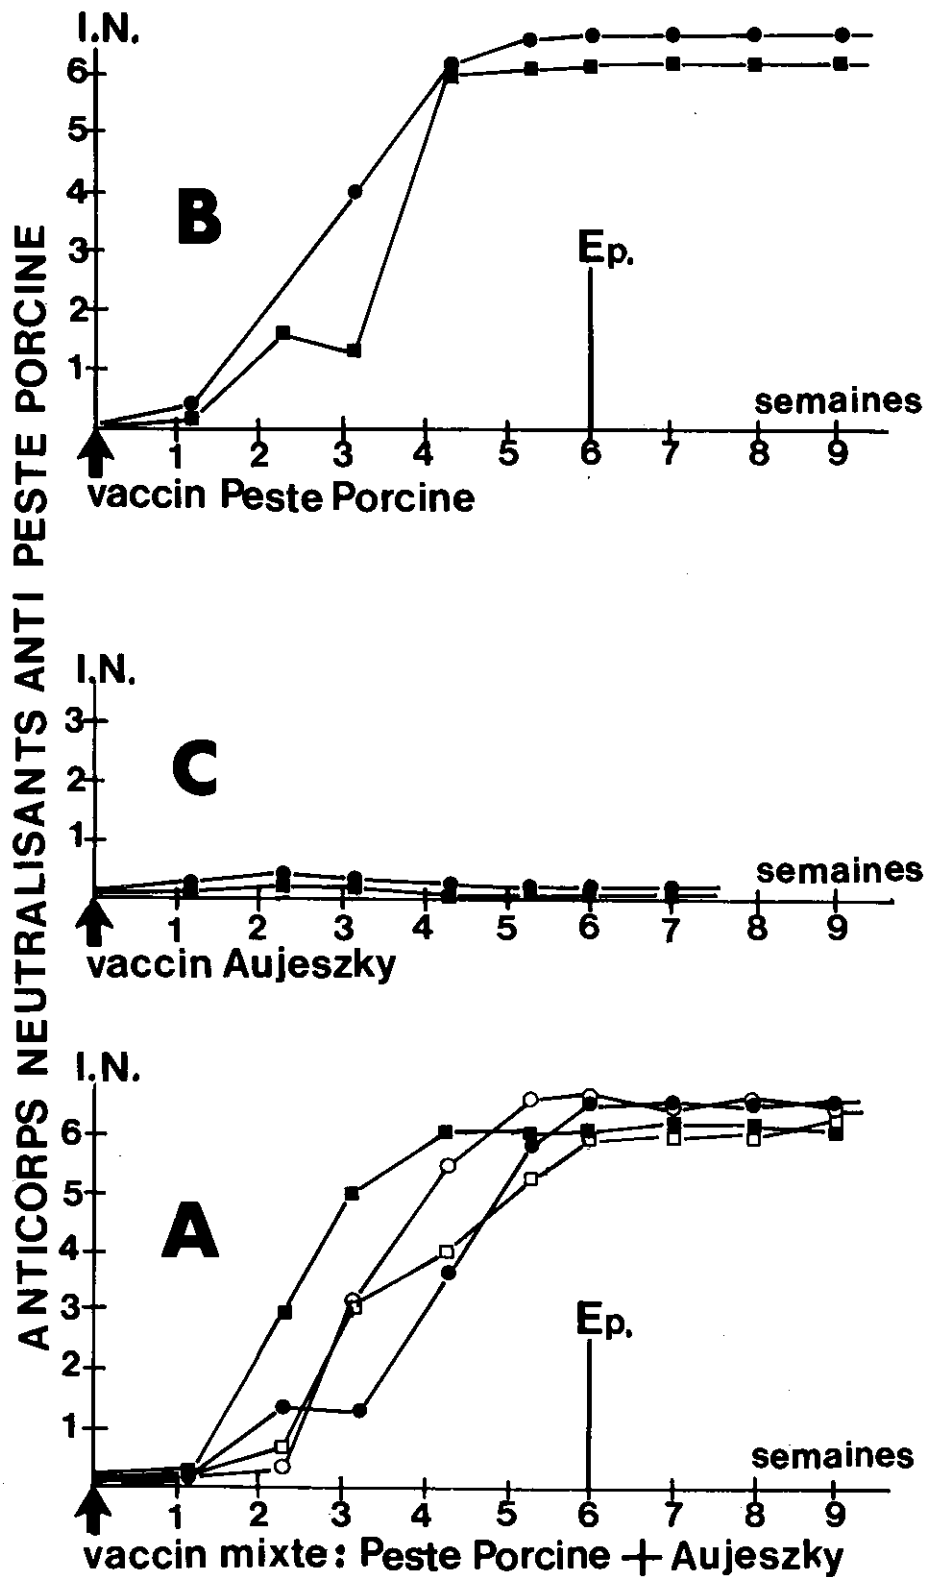 ANTICORPS NEUTRALISANTS ANTI PESTE PORCINE
I.N.
6
5
4
3
2
1
B
Ep.
semaines
1 2 3 4 5 6 7 8 9
vaccin Peste Porcine
I.N.
3
2
1
C
semaines
1 2 3 4 5 6 7 8 9
vaccin Aujeszky
I.N.
6
5
4
3
2
1
A
Ep.
semaines
1 2 3 4 5 6 7 8 9
vaccin mixte: Peste Porcine + Aujeszky